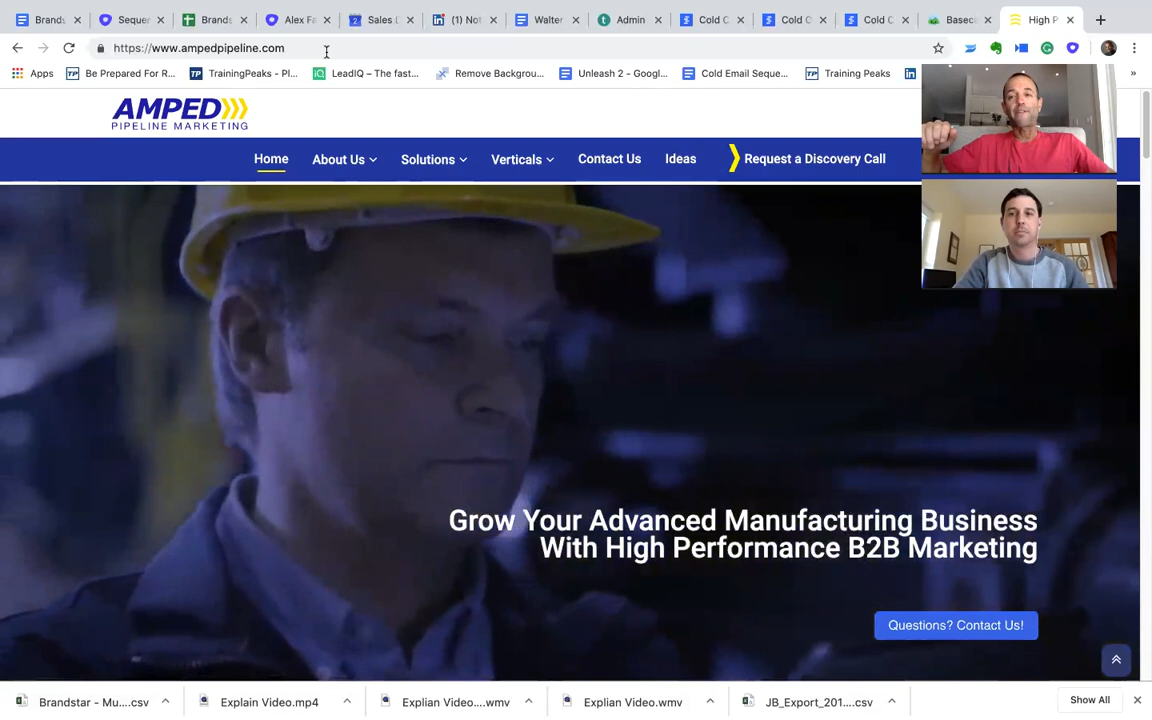 Brands
Sequer
Brands
Alex Fa
Sales
(1) Not
Walter
Admin
Cold C
Cold C
Cold C
Basec
High P
https://www.ampedpipeline.com
Apps
Be Prepared For R...
TrainingPeaks - Pl...
LeadIQ – The fast...
Remove Backgrou...
Unleash 2 - Googl...
Cold Email Seque...
Training Peaks
»
AMPED
PIPELINE MARKETING
Home
About Us
Solutions
Verticals
Contact Us
Ideas
Request a Discovery Call
Grow Your Advanced Manufacturing Business
With High Performance B2B Marketing
Questions? Contact Us!
Brandstar - Mu....csv
Explain Video.mp4
Explian Video....wmv
Explian Video.wmv
JB_Export_201....csv
Show All